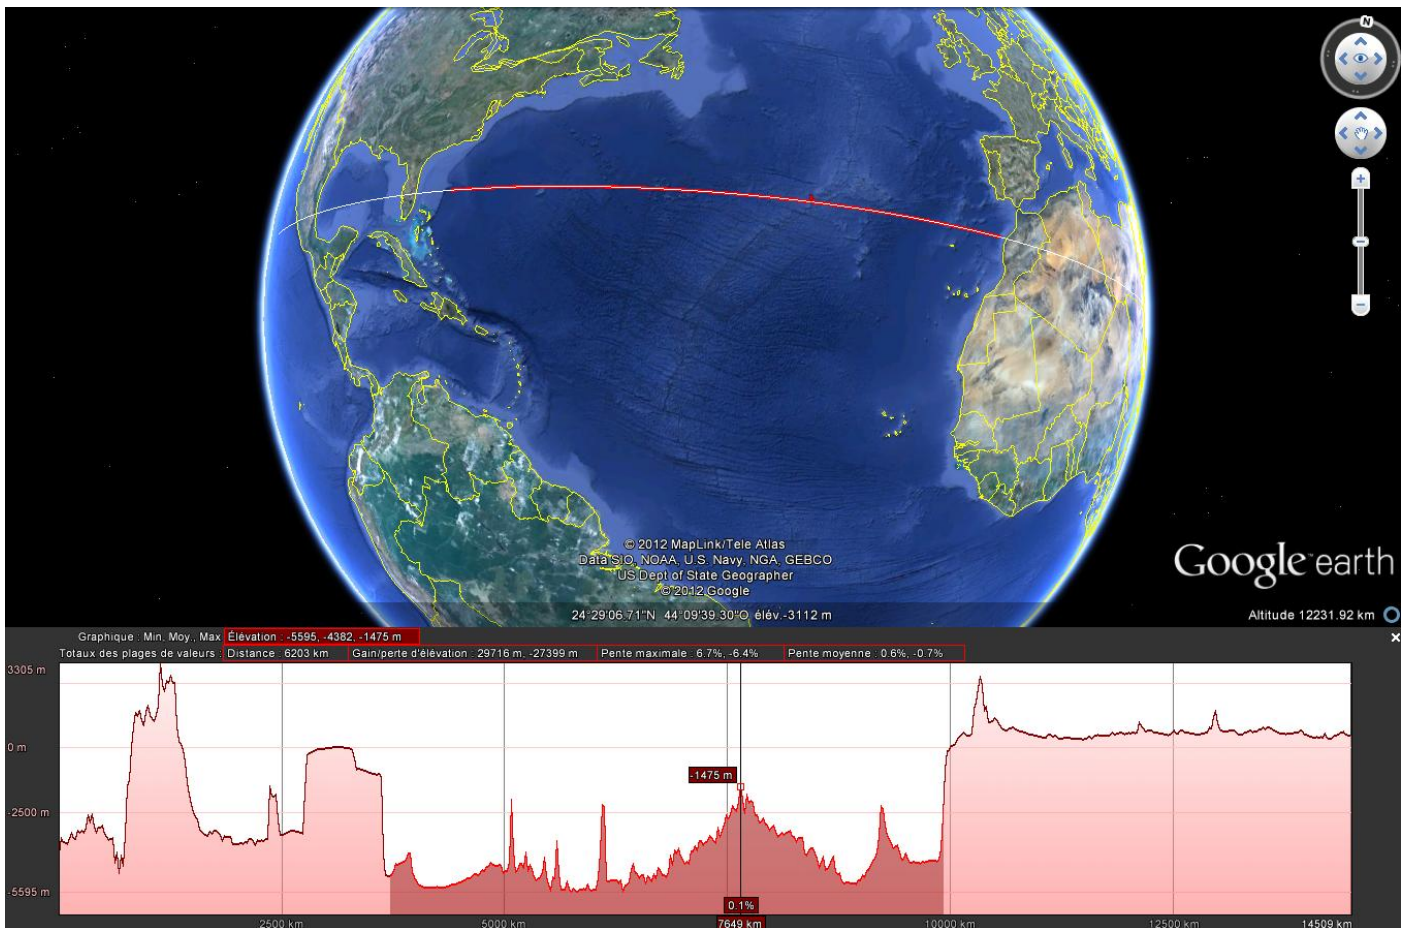 N
© 2012 MapLink/Tele Atlas
Data SIO, NOAA, U.S. Navy, NGA, GEBCO
US Dept of State Geographer
© 2012 Google
Google earth
24°29'06.71"N 44°09'39.30"O élév.-3112 m
Altitude 12231.92 km
Graphique : Min, Moy., Max Élévation : -5595, -4382, -1475 m
Totaux des plages de valeurs : Distance : 6203 km Gain/perte d'élévation : 29716 m, -27399 m Pente maximale : 6.7%, -6.4% Pente moyenne : 0.6%, -0.7%
3305 m
0 m
-1475 m
-2500 m
-5595 m
0.1%
2500 km 5000 km 7649 km 10000 km 12500 km 14509 km